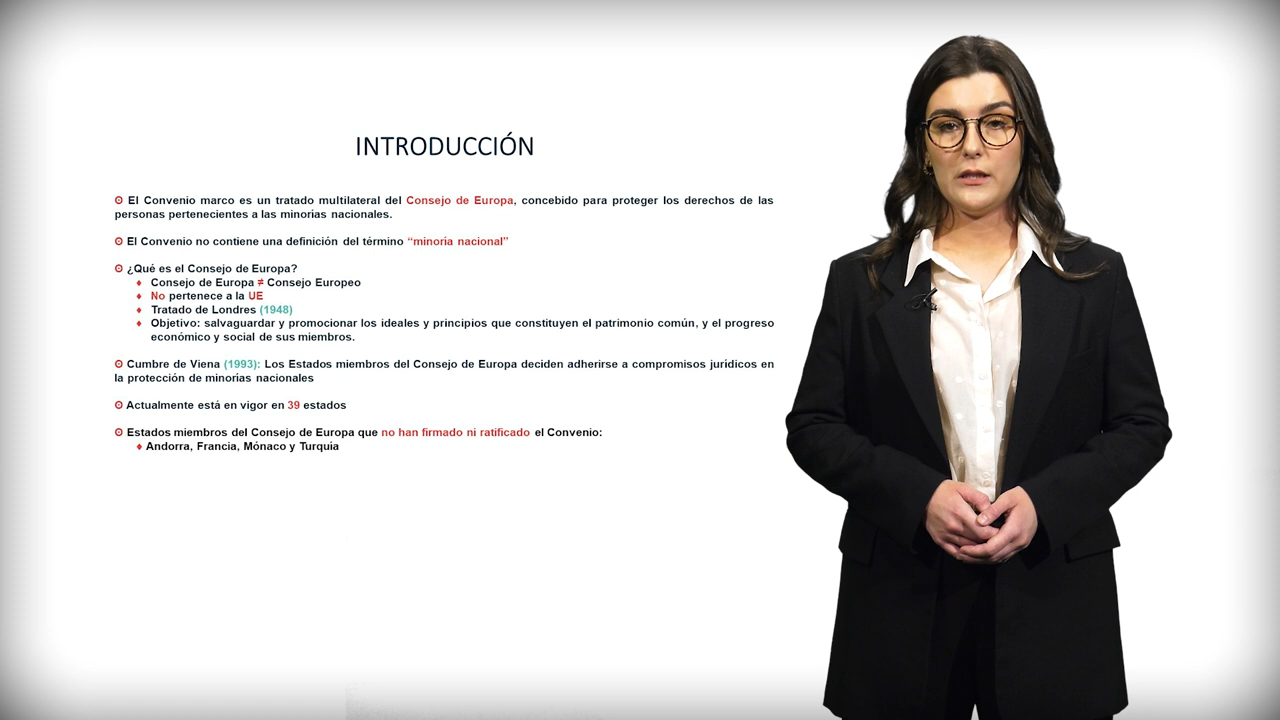 INTRODUCCIÓN
⊙ El Convenio marco es un tratado multilateral del Consejo de Europa, concebido para proteger los derechos de las
personas pertenecientes a las minorias nacionales.
⊙ El Convenio no contiene una definición del término “minoria nacional”
⊙ ¿Qué es el Consejo de Europa?
♦ Consejo de Europa ≠ Consejo Europeo
♦ No pertenece a la UE
♦ Tratado de Londres (1948)
♦ Objetivo: salvaguardar y promocionar los ideales y principios que constituyen el patrimonio común, y el progreso
económico y social de sus miembros.
⊙ Cumbre de Viena (1993): Los Estados miembros del Consejo de Europa deciden adherirse a compromisos jurídicos en
la protección de minorias nacionales
⊙ Actualmente está en vigor en 39 estados
⊙ Estados miembros del Consejo de Europa que no han firmado ni ratificado el Convenio:
♦ Andorra, Francia, Mónaco y Turquia